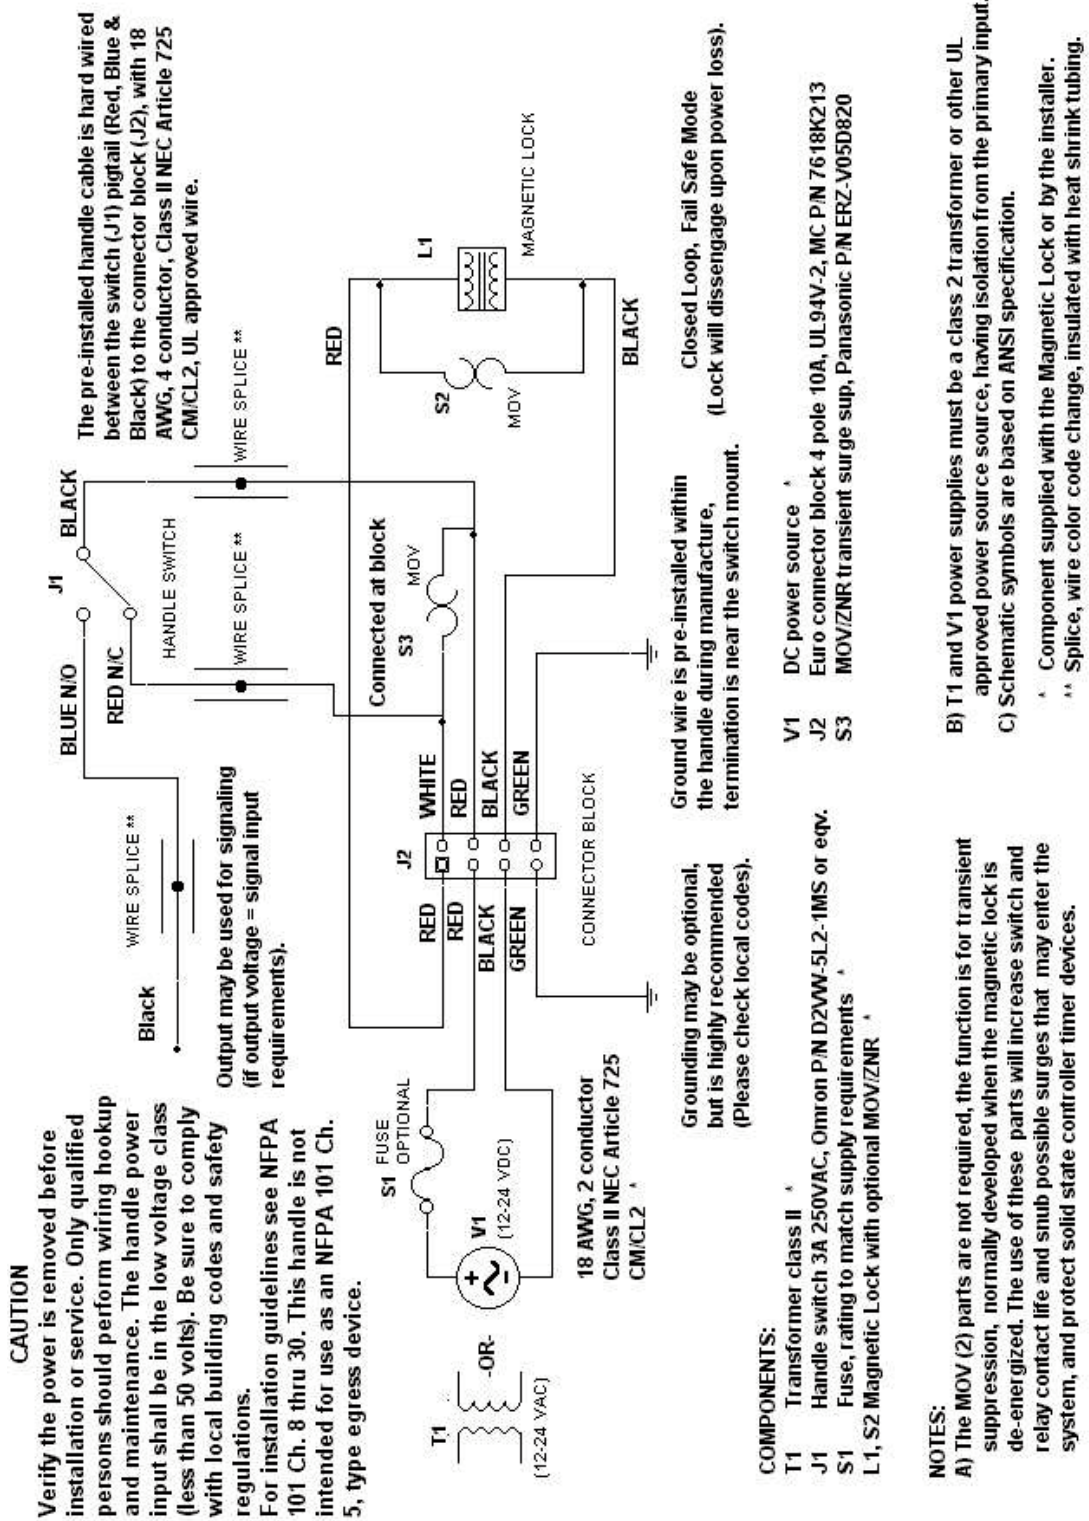 CAUTION
Verify the power is removed before
installation or service. Only qualified
persons should perform wiring hookup
and maintenance. The handle power
input shall be in the low voltage class
(less than 50 volts). Be sure to comply
with local building codes and safety
regulations.
For installation guidelines see NFPA
101 Ch. 8 thru 30. This handle is not
intended for use as an NFPA 101 Ch.
5, type egress device.
Black
WIRE SPLICE **
Output may be used for signaling
(if output voltage = signal input
requirements).
BLUE N/O
RED N/C
J1
BLACK
HANDLE SWITCH
WIRE SPLICE **
WIRE SPLICE **
The pre-installed handle cable is hard wired
between the switch (J1) pigtail (Red, Blue &
Black) to the connector block (J2), with 18
AWG, 4 conductor, Class II NEC Article 725
CM/CL2, UL approved wire.
RED
Connected at block
S3
MOV
S2
MOV
L1
MAGNETIC LOCK
BLACK
J2
RED
RED
BLACK
GREEN
WHITE
RED
BLACK
GREEN
CONNECTOR BLOCK
S1
FUSE
OPTIONAL
T1
(12-24 VAC)
-OR-
V1
(12-24 VDC)
18 AWG, 2 conductor
Class II NEC Article 725
CM/CL2 *
Grounding may be optional,
but is highly recommended
(Please check local codes).
Ground wire is pre-installed within
the handle during manufacture,
termination is near the switch mount.
Closed Loop, Fail Safe Mode
(Lock will dissengage upon power loss).
COMPONENTS:
T1 Transformer class II *
J1 Handle switch 3A 250VAC, Omron P/N D2VW-5L2-1MS or eqv.
S1 Fuse, rating to match supply requirements *
L1, S2 Magnetic Lock with optional MOV/ZNR *
V1 DC power source *
J2 Euro connector block 4 pole 10A, UL94V-2, MC P/N 7618K213
S3 MOV/ZNR transient surge sup, Panasonic P/N ERZ-V05D820
NOTES:
A) The MOV (2) parts are not required, the function is for transient
suppression, normally developed when the magnetic lock is
de-energized. The use of these parts will increase switch and
relay contact life and snub possible surges that may enter the
system, and protect solid state controller timer devices.
B) T1 and V1 power supplies must be a class 2 transformer or other UL
approved power source source, having isolation from the primary input.
C) Schematic symbols are based on ANSI specification.
* Component supplied with the Magnetic Lock or by the installer.
** Splice, wire color code change, insulated with heat shrink tubing.